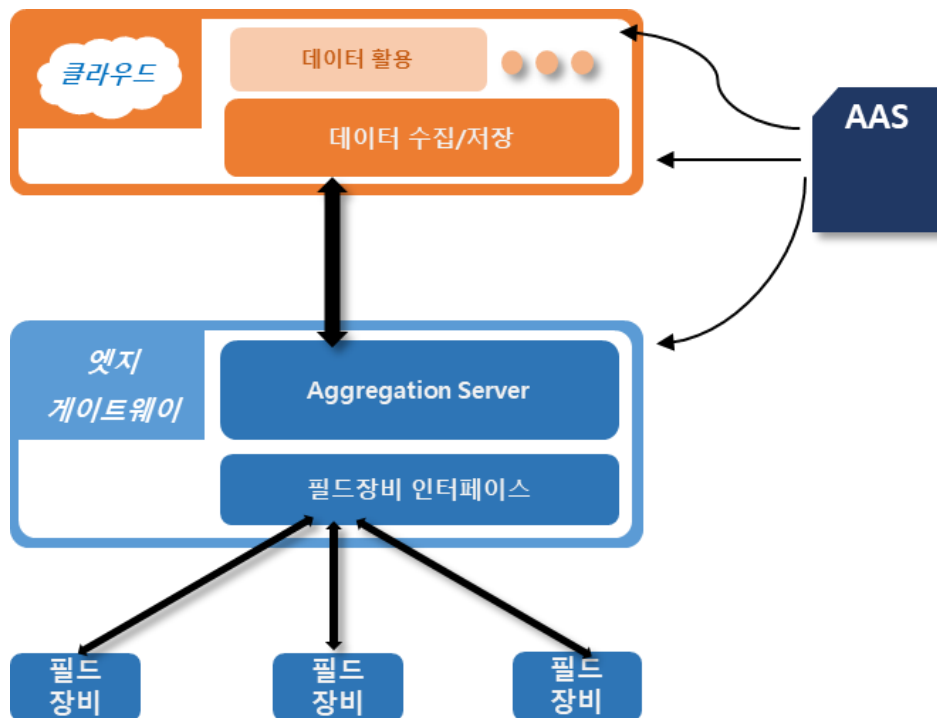 클라우드
데이터 활용
데이터 수집/저장
AAS
엣지
게이트웨이
Aggregation Server
필드장비 인터페이스
필드
장비
필드
장비
필드
장비